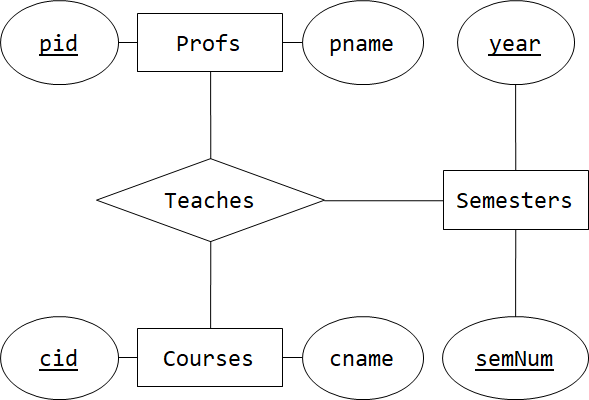 pid
Profs
pname
year
Teaches
Semesters
cid
Courses
cname
semNum